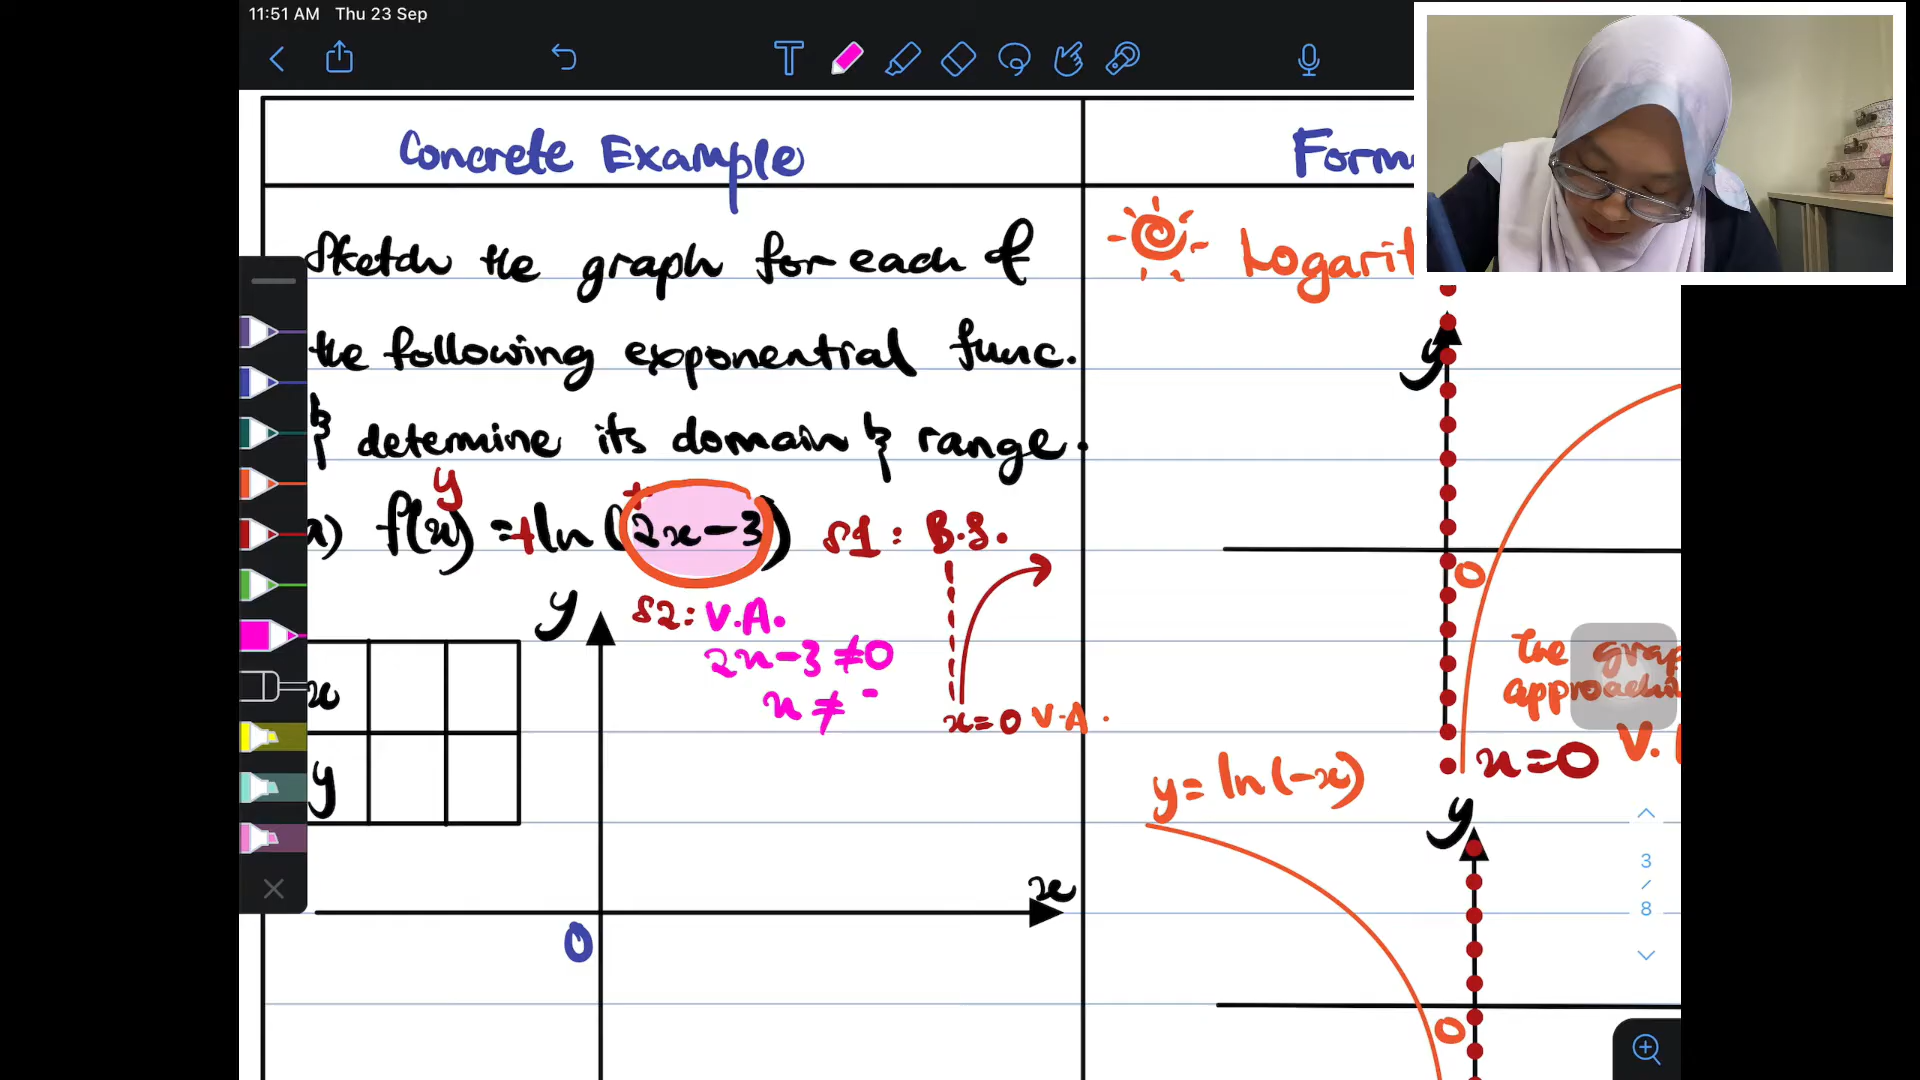 11:51 AM Thu 23 Sep
Concrete Example
Form
Sketch the graph for each of
the following exponential func.
& determine its domain & range.
y
a) f(x) = +ln(2x-3)
+
S1: B.S.
S2: V.A.
2x-3 ≠0
x ≠
x=0 V.A.
y
x
y
x
0
Logarit
y
0
the grap
approachi
x=0 V.
y = ln(-x)
y
0
3
/
8